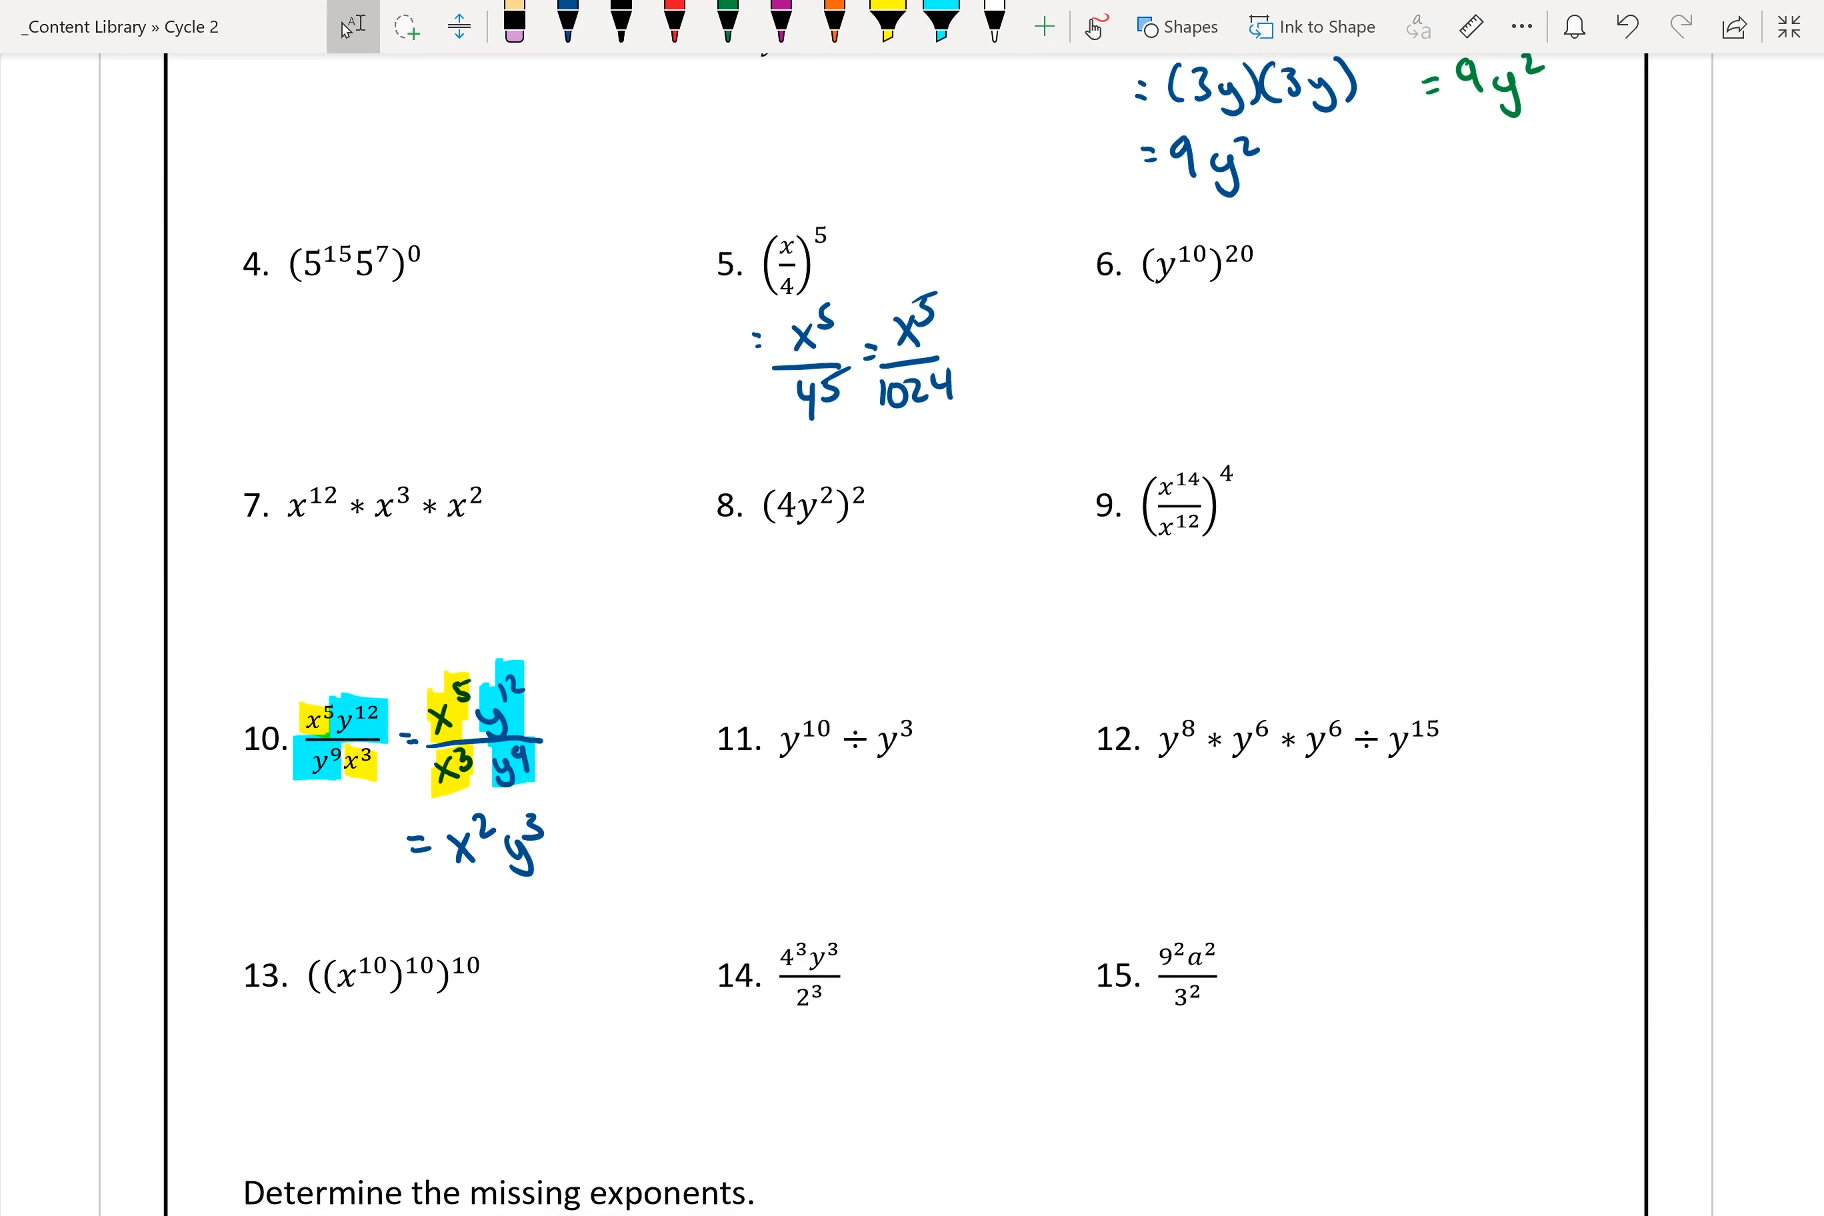 _Content Library » Cycle 2
Shapes
Ink to Shape
= (3y)(3y) = 9y²
= 9y²
4. (5¹⁵5⁷)⁰
5. (x/4)⁵
6. (y¹⁰)²⁰
= x⁵/4⁵ = x⁵/1024
7. x¹² * x³ * x²
8. (4y²)²
9. (x¹⁴/x¹²)⁴
10. x⁵y¹²/y⁹x³ = x⁵y¹²/x³y⁹
11. y¹⁰ ÷ y³
12. y⁸ * y⁶ * y⁶ ÷ y¹⁵
= x²y³
13. ((x¹⁰)¹⁰)¹⁰
14. 4³y³/2³
15. 9²a²/3²
Determine the missing exponents.